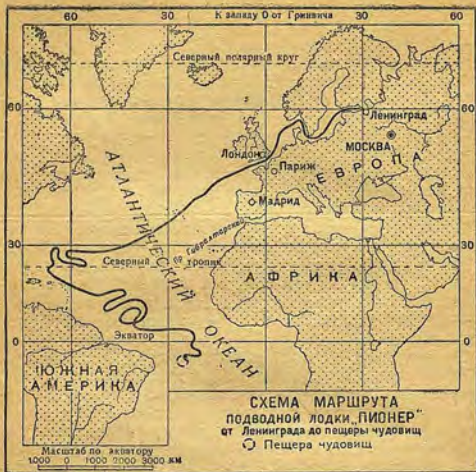 60
30
К западу 0 от Гринвича
30
60
Северный полярный круг
60
60
Ленинград
Лондон
МОСКВА
Париж
ЕВРОПА
АТЛАНТИЧЕСКИЙ ОКЕАН
Мадрид
30
30
Северный тропик
АФРИКА
Экватор
0
0
ЮЖНАЯ
АМЕРИКА
СХЕМА МАРШРУТА
ПОДВОДНОЙ ЛОДКИ „ПИОНЕР"
от Ленинграда до пещеры чудовищ
Пещера чудовищ
Масштаб по экватору
1000 0 1000 2000 3000 км